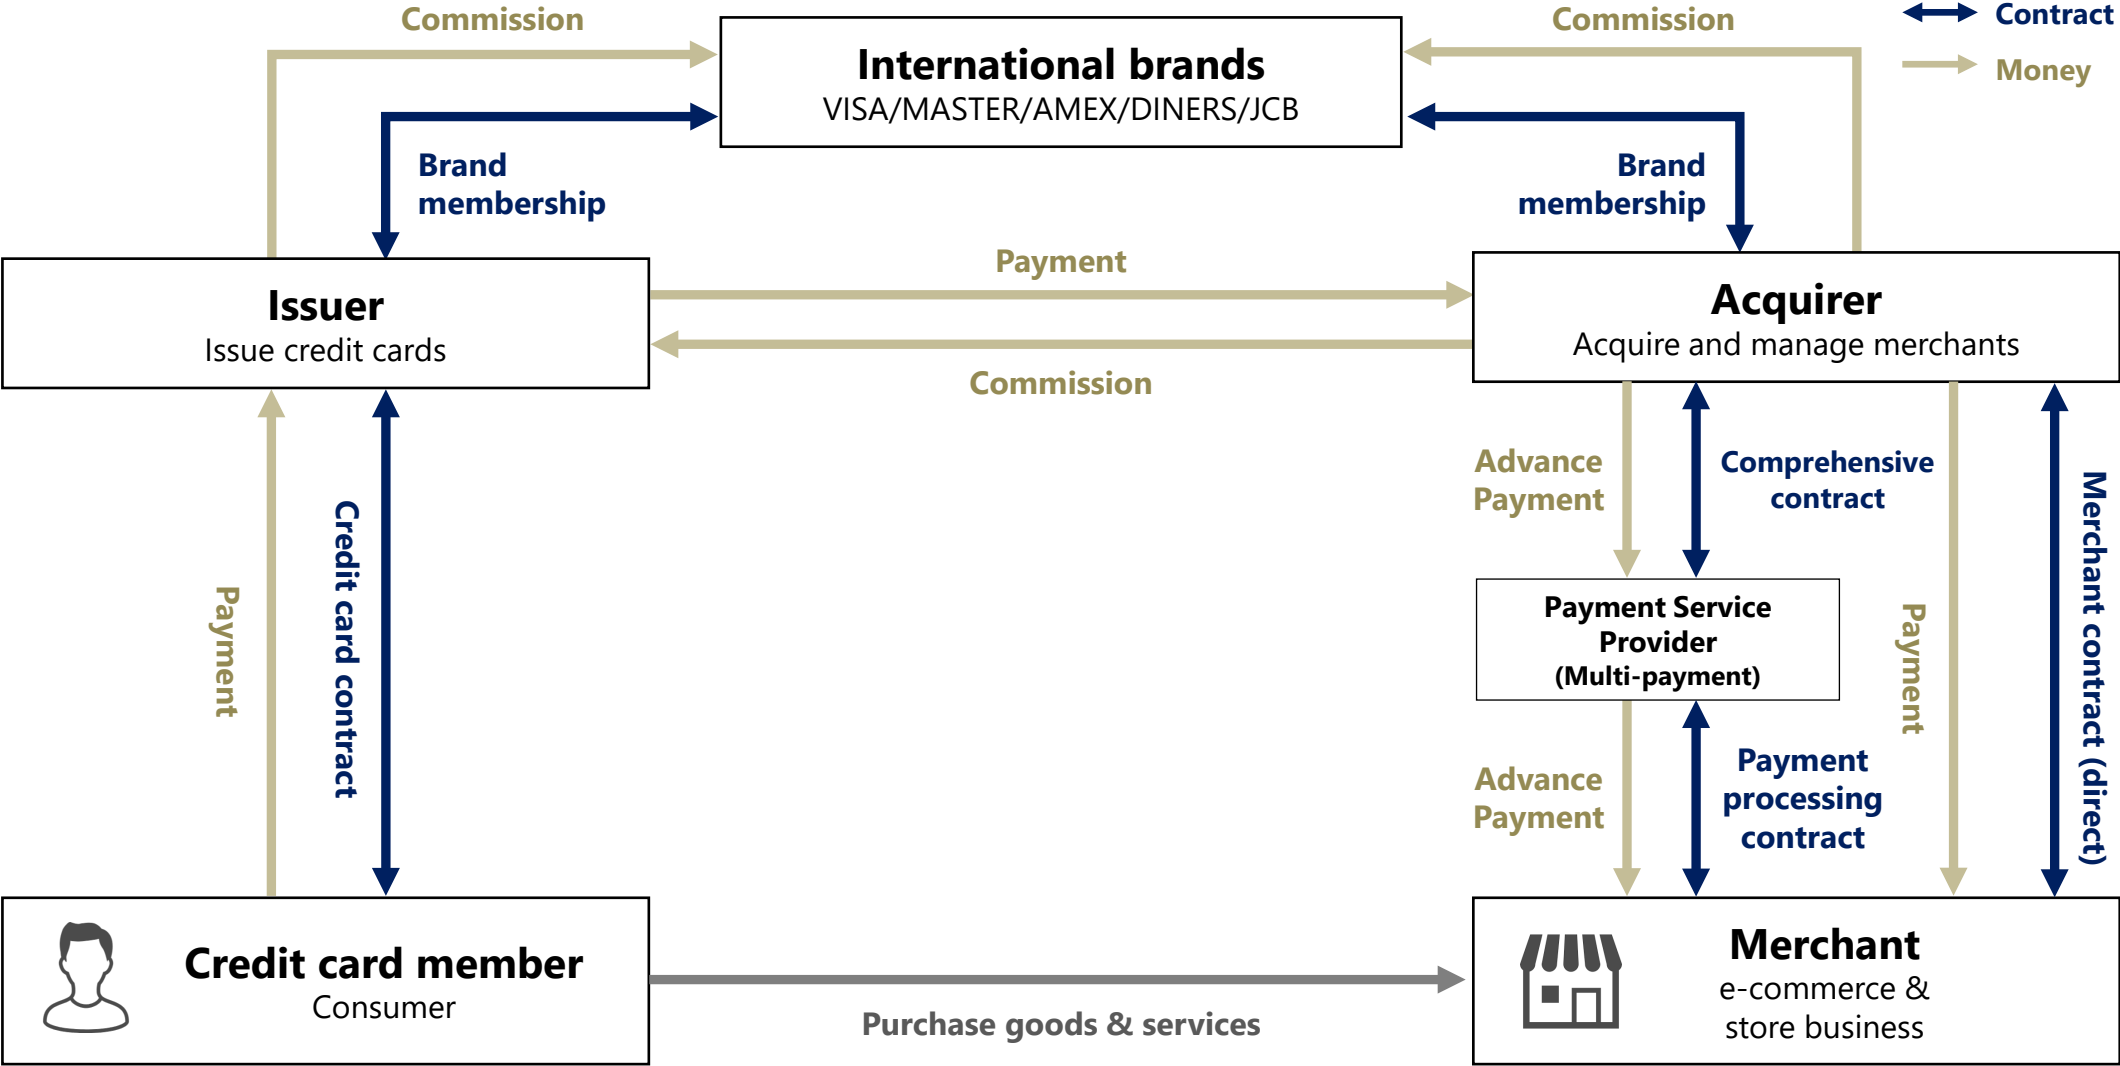 Commission
Commission
Contract
Money
International brands
VISA/MASTER/AMEX/DINERS/JCB
Brand
membership
Brand
membership
Payment
Issuer
Issue credit cards
Acquirer
Acquire and manage merchants
Commission
Advance
Payment
Comprehensive
contract
Payment
Credit card contract
Payment Service
Provider
(Multi-payment)
Payment
Merchant contract (direct)
Advance
Payment
Payment
processing
contract
Credit card member
Consumer
Purchase goods & services
Merchant
e-commerce &
store business